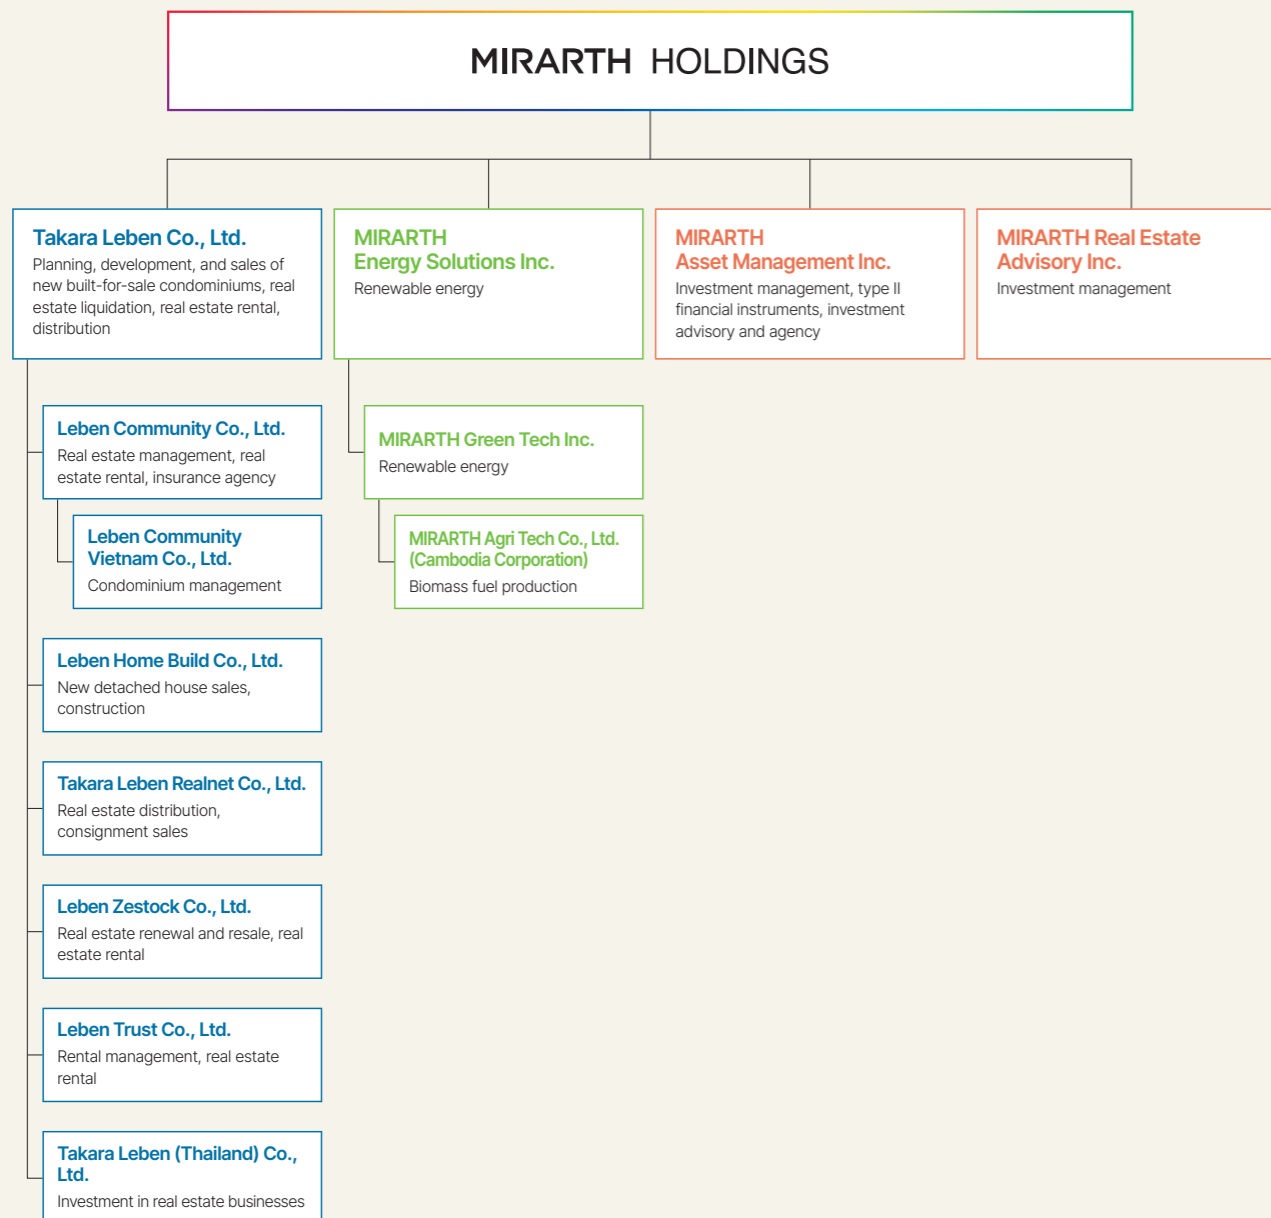 MIRARTH HOLDINGS
Takara Leben Co., Ltd.
Planning, development, and sales of
new built-for-sale condominiums, real
estate liquidation, real estate rental,
distribution
MIRARTH
Energy Solutions Inc.
Renewable energy
MIRARTH
Asset Management Inc.
Investment management, type II
financial instruments, investment
advisory and agency
MIRARTH Real Estate
Advisory Inc.
Investment management
Leben Community Co., Ltd.
Real estate management, real
estate rental, insurance agency
Leben Community
Vietnam Co., Ltd.
Condominium management
MIRARTH Green Tech Inc.
Renewable energy
MIRARTH Agri Tech Co., Ltd.
(Cambodia Corporation)
Biomass fuel production
Leben Home Build Co., Ltd.
New detached house sales,
construction
Takara Leben Realnet Co., Ltd.
Real estate distribution,
consignment sales
Leben Zestock Co., Ltd.
Real estate renewal and resale, real
estate rental
Leben Trust Co., Ltd.
Rental management, real estate
rental
Takara Leben (Thailand) Co.,
Ltd.
Investment in real estate businesses